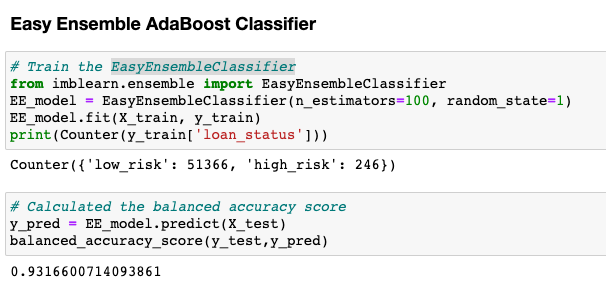 Easy Ensemble AdaBoost Classifier
# Train the EasyEnsembleClassifier
from imblearn.ensemble import EasyEnsembleClassifier
EE_model = EasyEnsembleClassifier(n_estimators=100, random_state=1)
EE_model.fit(X_train, y_train)
print(Counter(y_train['loan_status']))
Counter({'low_risk': 51366, 'high_risk': 246})
# Calculated the balanced accuracy score
y_pred = EE_model.predict(X_test)
balanced_accuracy_score(y_test,y_pred)
0.9316600714093861